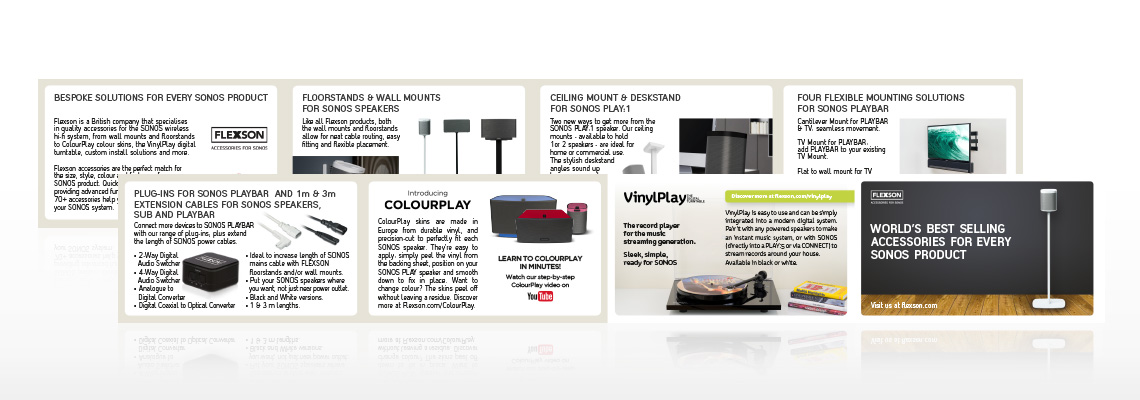 BESPOKE SOLUTIONS FOR EVERY SONOS PRODUCT
Flexson is a British company that specialises
in quality accessories for the SONOS wireless
hi-fi system, from wall mounts and floorstands
to ColourPlay colour skins, the VinylPlay digital
turntable, custom install solutions and more.
FLEXSON
ACCESSORIES FOR SONOS
Flexson accessories are the perfect match for
the size, style, colour
SONOS product. Quick
providing advanced fun
70+ accessories help
your SONOS system.
FLOORSTANDS & WALL MOUNTS
FOR SONOS SPEAKERS
Like all Flexson products, both
the wall mounts and floorstands
allow for neat cable routing, easy
fitting and flexible placement.
CEILING MOUNT & DESKSTAND
FOR SONOS PLAY:1
Two new ways to get more from the
SONOS PLAY:1 speaker. Our ceiling
mounts - available to hold
1 or 2 speakers - are ideal for
home or commercial use.
The stylish deskstand
angles sound up
FOUR FLEXIBLE MOUNTING SOLUTIONS
FOR SONOS PLAYBAR
Cantilever Mount for PLAYBAR
& TV, seamless movement.
TV Mount for PLAYBAR,
add PLAYBAR to your existing
TV Mount.
Flat to wall mount for TV
PLUG-INS FOR SONOS PLAYBAR AND 1m & 3m
EXTENSION CABLES FOR SONOS SPEAKERS,
SUB AND PLAYBAR
Connect more devices to SONOS PLAYBAR
with our range of plug-ins, plus extend
the length of SONOS power cables.
• 2-Way Digital
Audio Switcher
• 4-Way Digital
Audio Switcher
• Analogue to
Digital Converter
• Digital Coaxial to Optical Converter
• Ideal to increase length of SONOS
mains cable with FLEXSON
floorstands and/or wall mounts.
• Put your SONOS speakers where
you want, not just near power outlet.
• Black and White versions.
• 1 & 3 m lengths.
Introducing
COLOURPLAY
ColourPlay skins are made in
Europe from durable vinyl, and
precision-cut to perfectly fit each
SONOS speaker. They're easy to
apply, simply peel the vinyl from
the backing sheet, position on your
SONOS PLAY speaker and smooth
down to fix in place. Want to
change colour? The skins peel off
without leaving a residue. Discover
more at Flexson.com/ColourPlay.
LEARN TO COLOURPLAY
IN MINUTES!
Watch our step-by-step
ColourPlay video on
YouTube
VinylPlay THE DIGITAL TURNTABLE
The record player
for the music
streaming generation.
Sleek, simple,
ready for SONOS
Discover more at flexson.com/vinylplay
VinylPlay is easy to use and can be simply
integrated into a modern digital system.
Pair it with any powered speakers to make
an instant music system, or with SONOS
(directly into a PLAY:5 or via CONNECT) to
stream records around your house.
Available in black or white.
FLEXSON
ACCESSORIES FOR SONOS
WORLD'S BEST SELLING
ACCESSORIES FOR EVERY
SONOS PRODUCT
Visit us at flexson.com